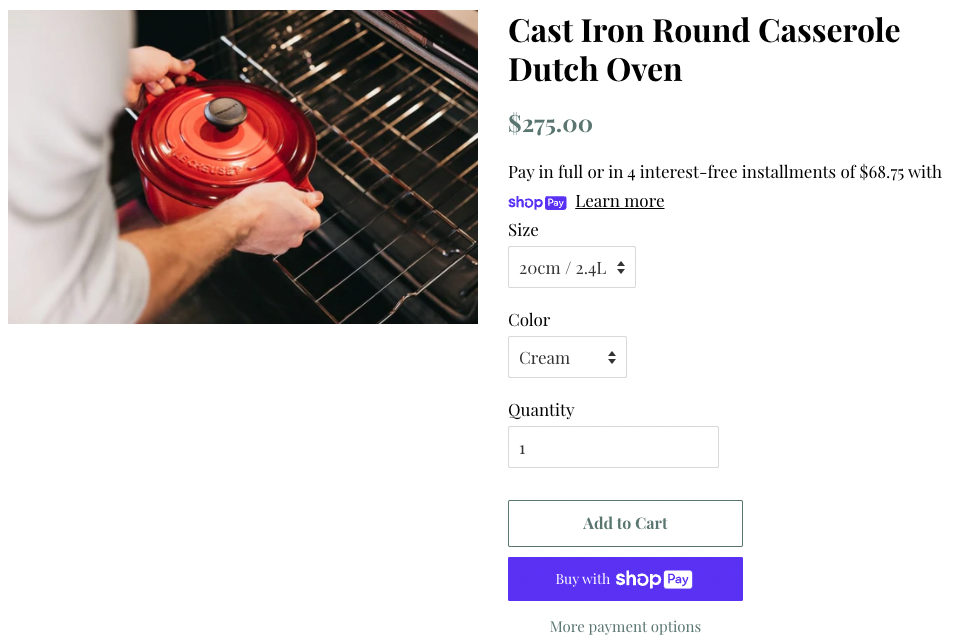 Cast Iron Round Casserole
Dutch Oven
$275.00
Pay in full or in 4 interest-free installments of $68.75 with
shop Pay Learn more
Size
20cm / 2.4L
Color
Cream
Quantity
1
Add to Cart
Buy with shop Pay
More payment options
LE CREUSET